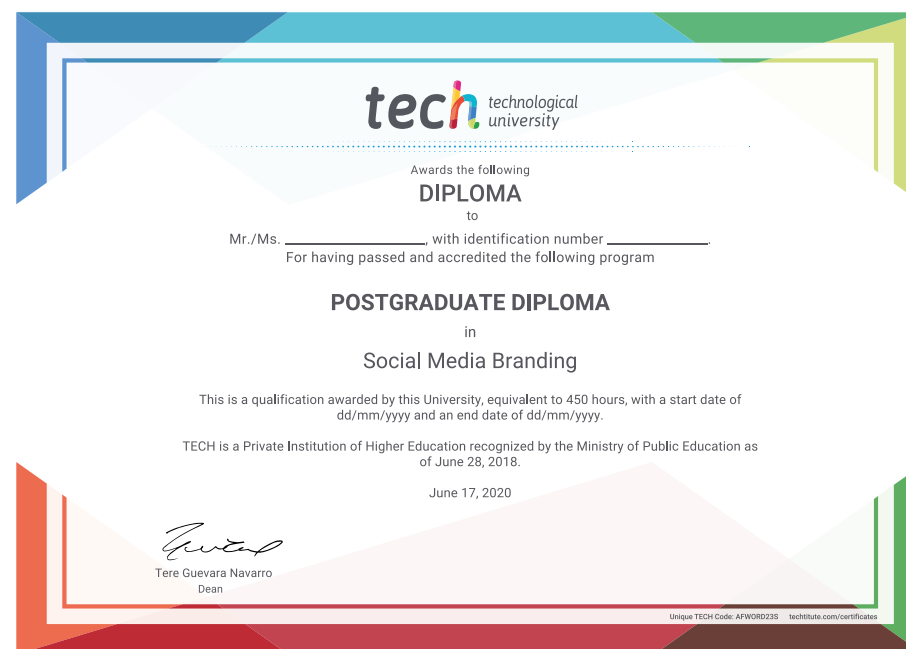 tech technological
university
Awards the following
DIPLOMA
to
Mr./Ms. ____________, with identification number ____________.
For having passed and accredited the following program
POSTGRADUATE DIPLOMA
in
Social Media Branding
This is a qualification awarded by this University, equivalent to 450 hours, with a start date of
dd/mm/yyyy and an end date of dd/mm/yyyy.
TECH is a Private Institution of Higher Education recognized by the Ministry of Public Education as
of June 28, 2018.
June 17, 2020
Tere Guevara Navarro
Dean
Unique TECH Code: AFWORD23S techtitute.com/certificates